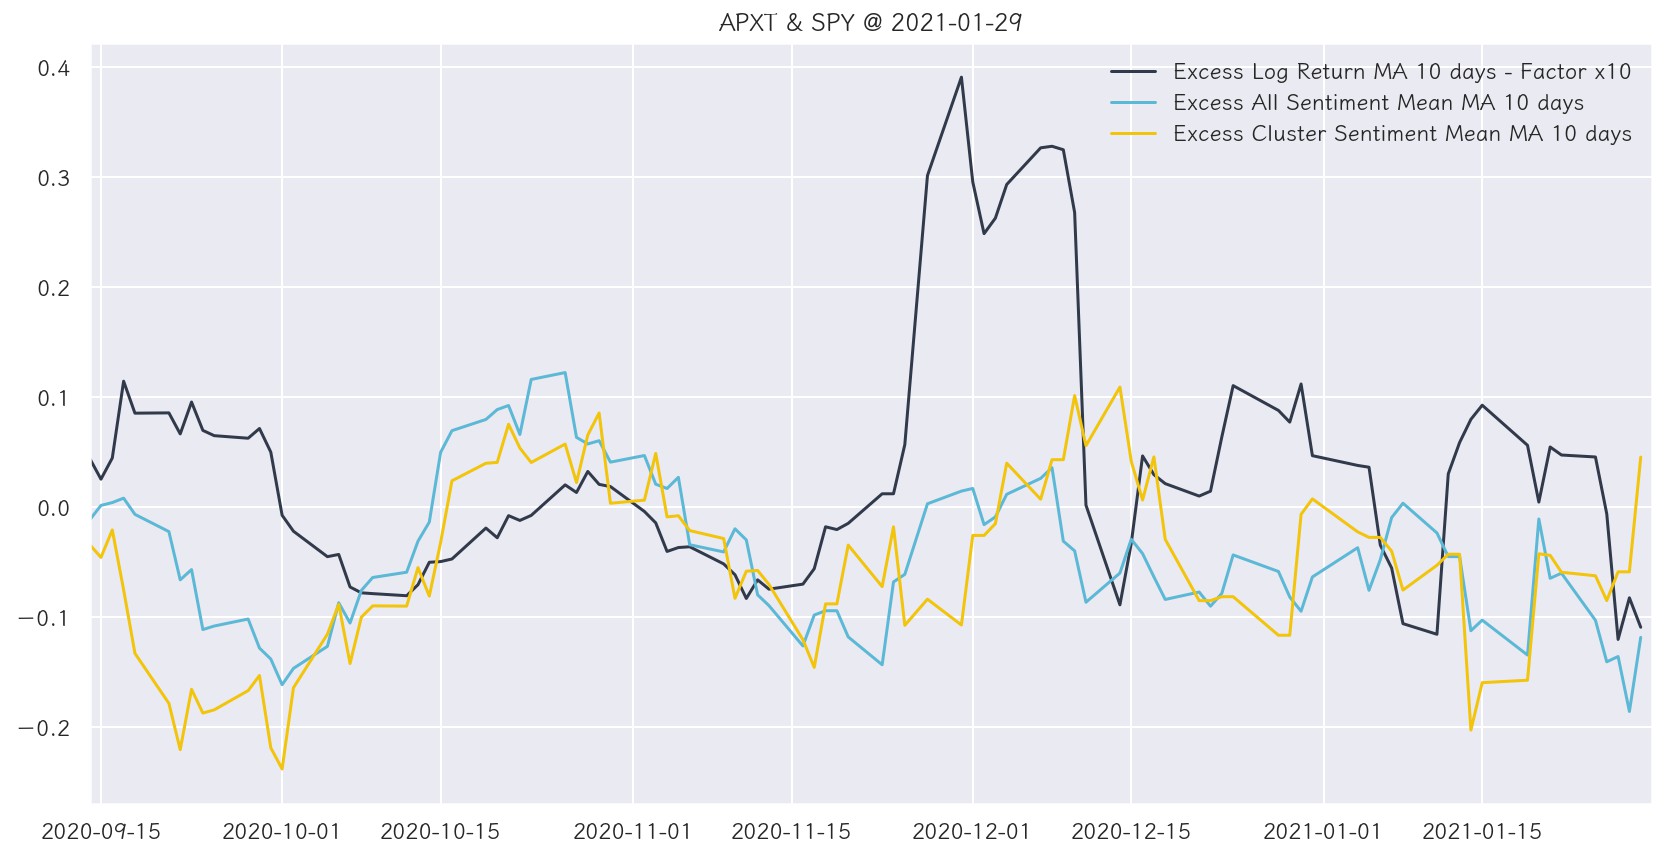 APXT & SPY @ 2021-01-29
Excess Log Return MA 10 days - Factor x10
Excess All Sentiment Mean MA 10 days
Excess Cluster Sentiment Mean MA 10 days
0.4
0.3
0.2
0.1
0.0
−0.1
−0.2
2020-09-15 2020-10-01 2020-10-15 2020-11-01 2020-11-15 2020-12-01 2020-12-15 2021-01-01 2021-01-15